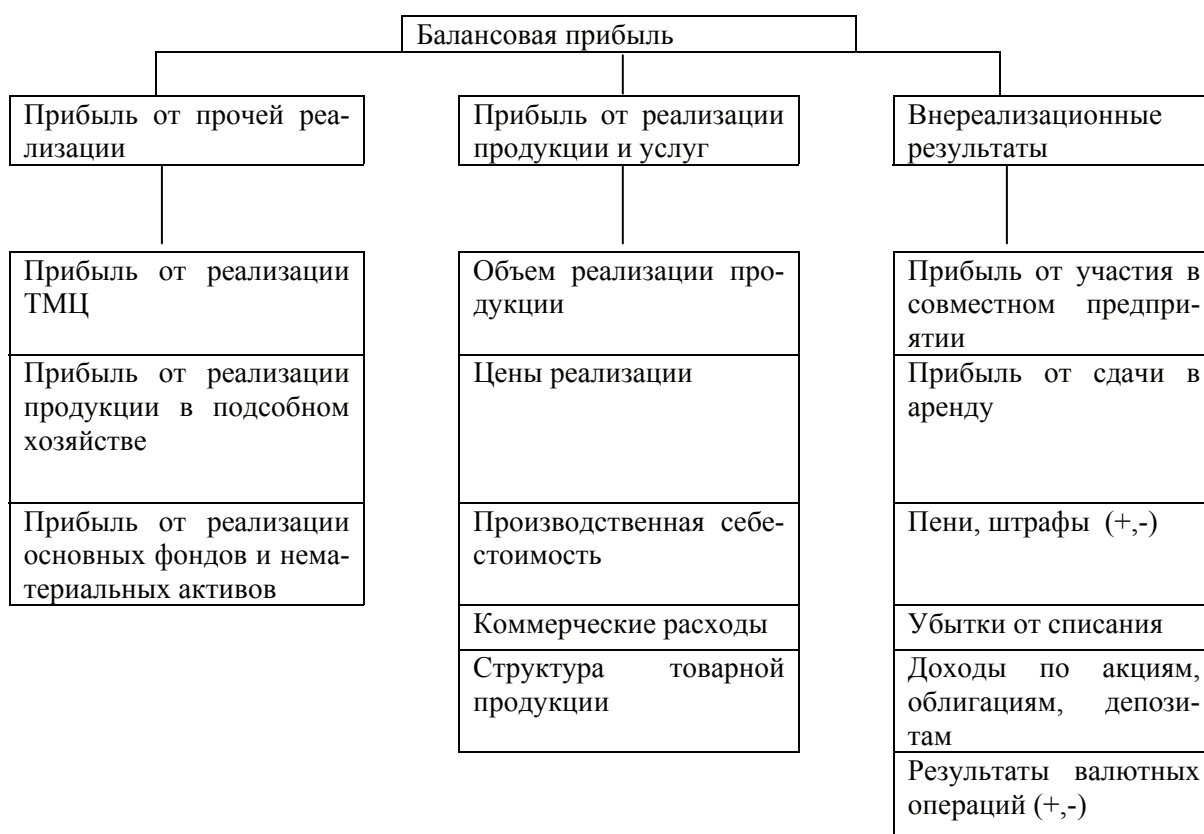 Балансовая прибыль
Прибыль от прочей реа-
лизации
Прибыль от реализации
продукции и услуг
Внереализационные
результаты
Прибыль от реализации
ТМЦ
Прибыль от реализации
продукции в подсобном
хозяйстве
Прибыль от реализации
основных фондов и нема-
териальных активов
Объем реализации про-
дукции
Цены реализации
Производственная себе-
стоимость
Коммерческие расходы
Структура товарной
продукции
Прибыль от участия в
совместном предпри-
ятии
Прибыль от сдачи в
аренду
Пени, штрафы (+,-)
Убытки от списания
Доходы по акциям,
облигациям, депози-
там
Результаты валютных
операций (+,-)